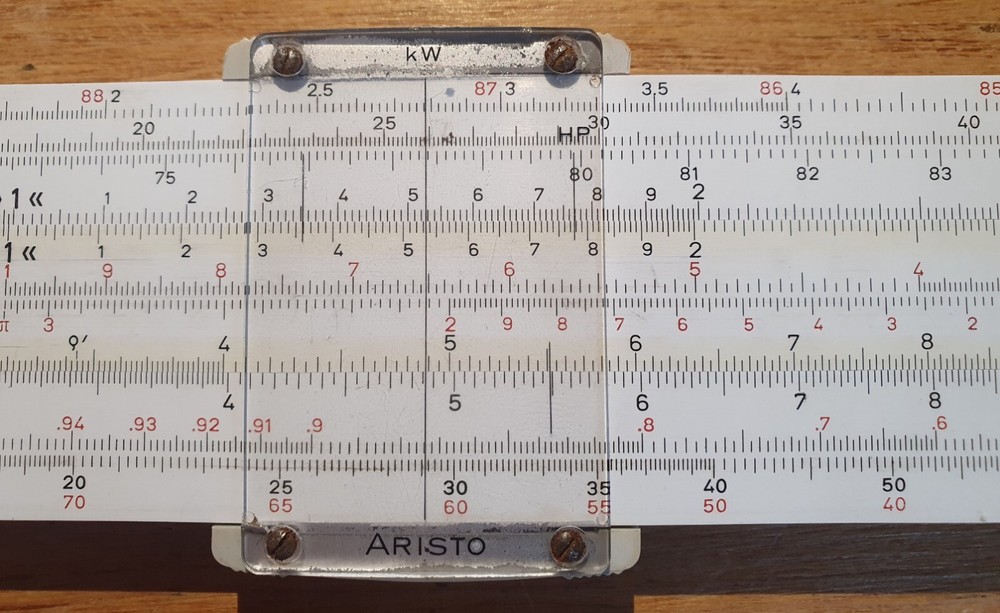 kW
88 2 2.5 87 3 3,5 86 4 85
20 25 HP 30 35 40
75 80 81 82 83
1 « 1 2 3 4 5 6 7 8 9 2
1 « 1 2 3 4 5 6 7 8 9 2
1 9 8 7 6 5 4
π 3 2 9 8 7 6 5 4 3 2
ϙ′ 4 5 6 7 8
4 5 6 7 8
.94 .93 .92 .91 .9 .8 .7 .6
20 25 30 35 40 50
70 65 60 55 50 40
ARISTO